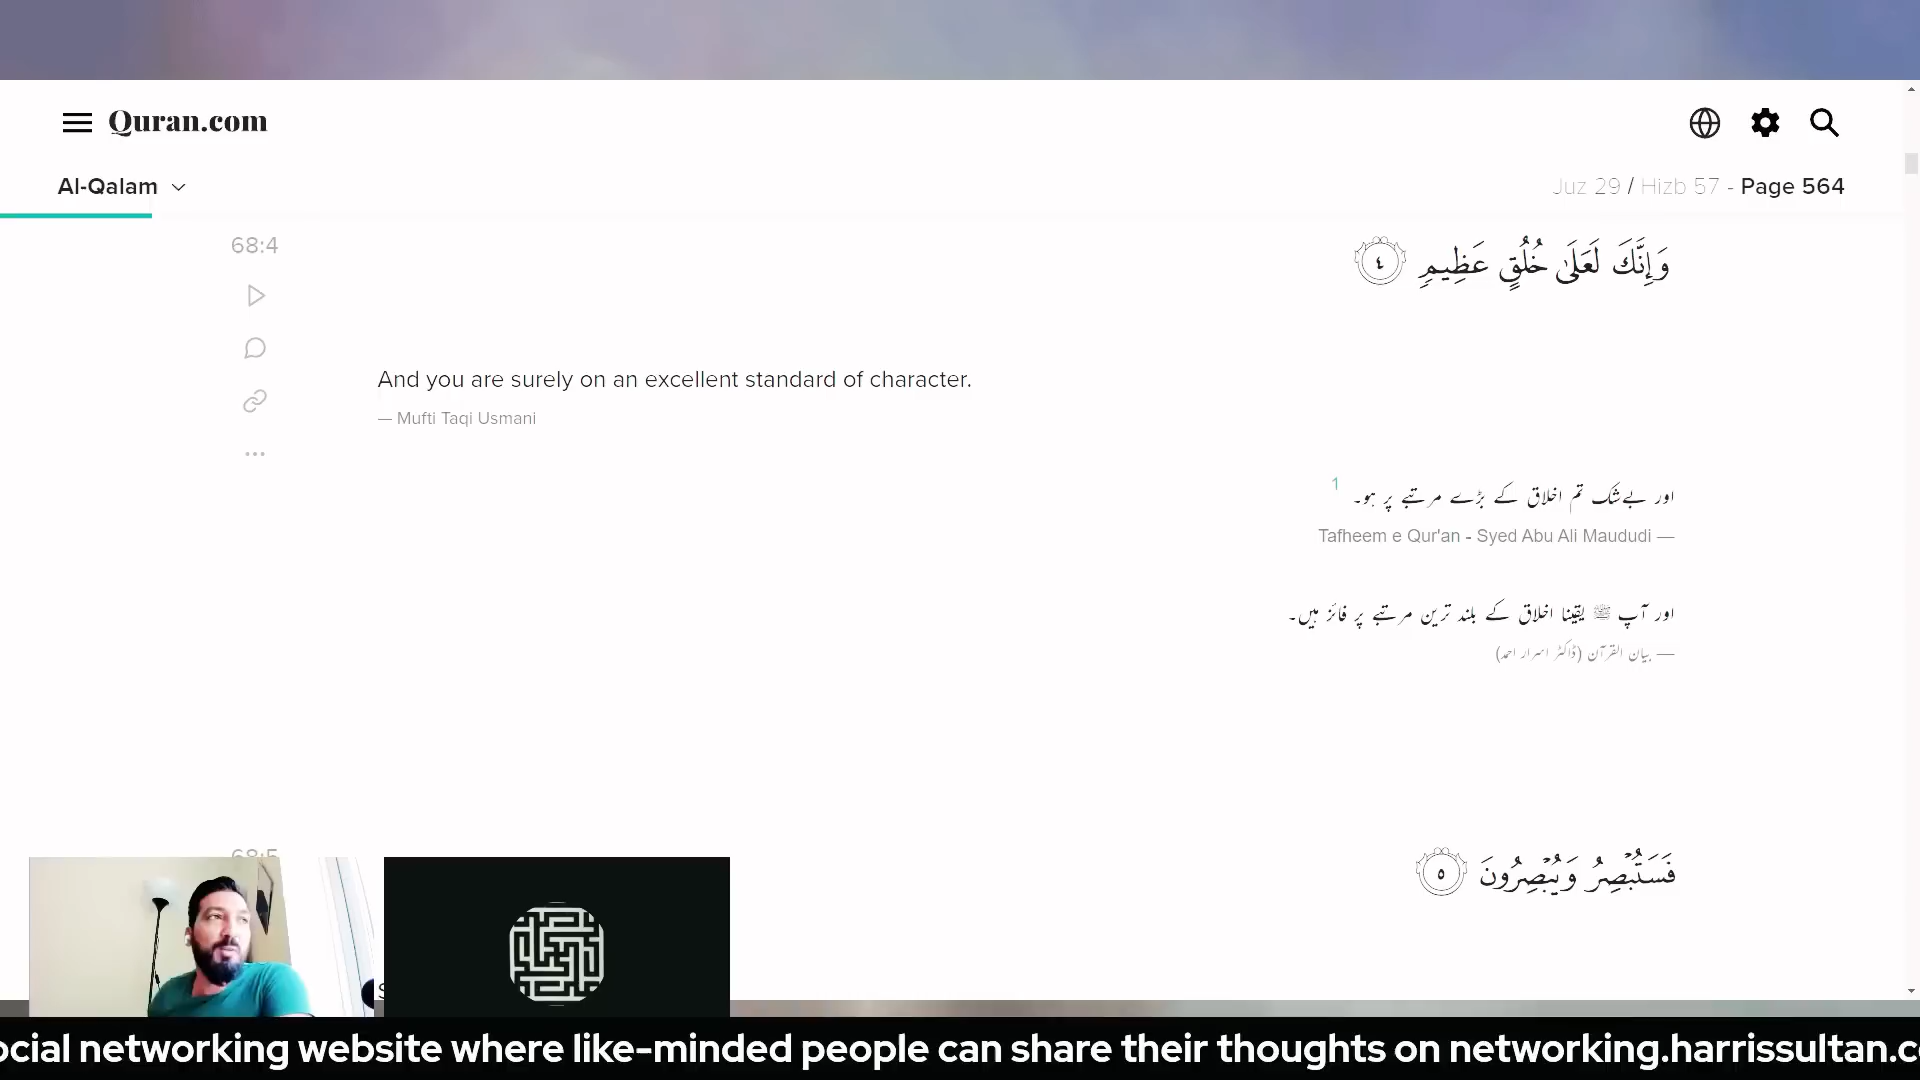 Quran.com
Al-Qalam
Juz 29 / Hizb 57 - Page 564
68:4
وَإِنَّكَ لَعَلَىٰ خُلُقٍ عَظِيمٖ ٤
And you are surely on an excellent standard of character.
— Mufti Taqi Usmani
اور بےشک تم اخلاق کے بڑے مرتبے پر ہو۔ 1
Tafheem e Qur'an - Syed Abu Ali Maududi —
اور آپ ﷺ یقینا اخلاق کے بلند ترین مرتبے پر فائز ہیں۔
— بیان القرآن (ڈاکٹر اسرار احمد)
68:5
فَسَتُبۡصِرُ وَيُبۡصِرُونَ ٥
ocial networking website where like-minded people can share their thoughts on networking.harrissultan.c